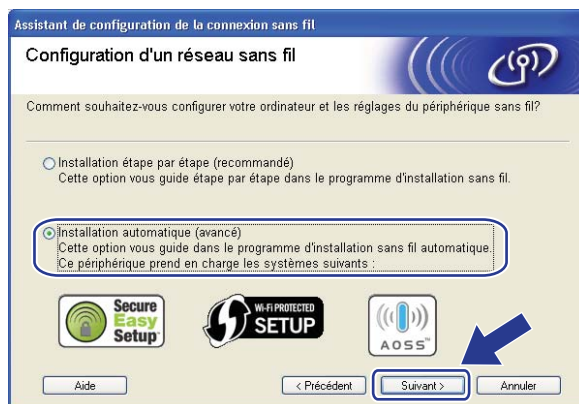 Assistant de configuration de la connexion sans fil
Configuration d'un réseau sans fil
Comment souhaitez-vous configurer votre ordinateur et les réglages du périphérique sans fil?
Installation étape par étape (recommandé)
Cette option vous guide étape par étape dans le programme d'installation sans fil.
Installation automatique (avancé)
Cette option vous guide dans le programme d'installation sans fil automatique.
Ce périphérique prend en charge les systèmes suivants :
Secure
Easy
Setup
WI-FI PROTECTED
SETUP
AOSS™
Aide
< Précédent
Suivant >
Annuler